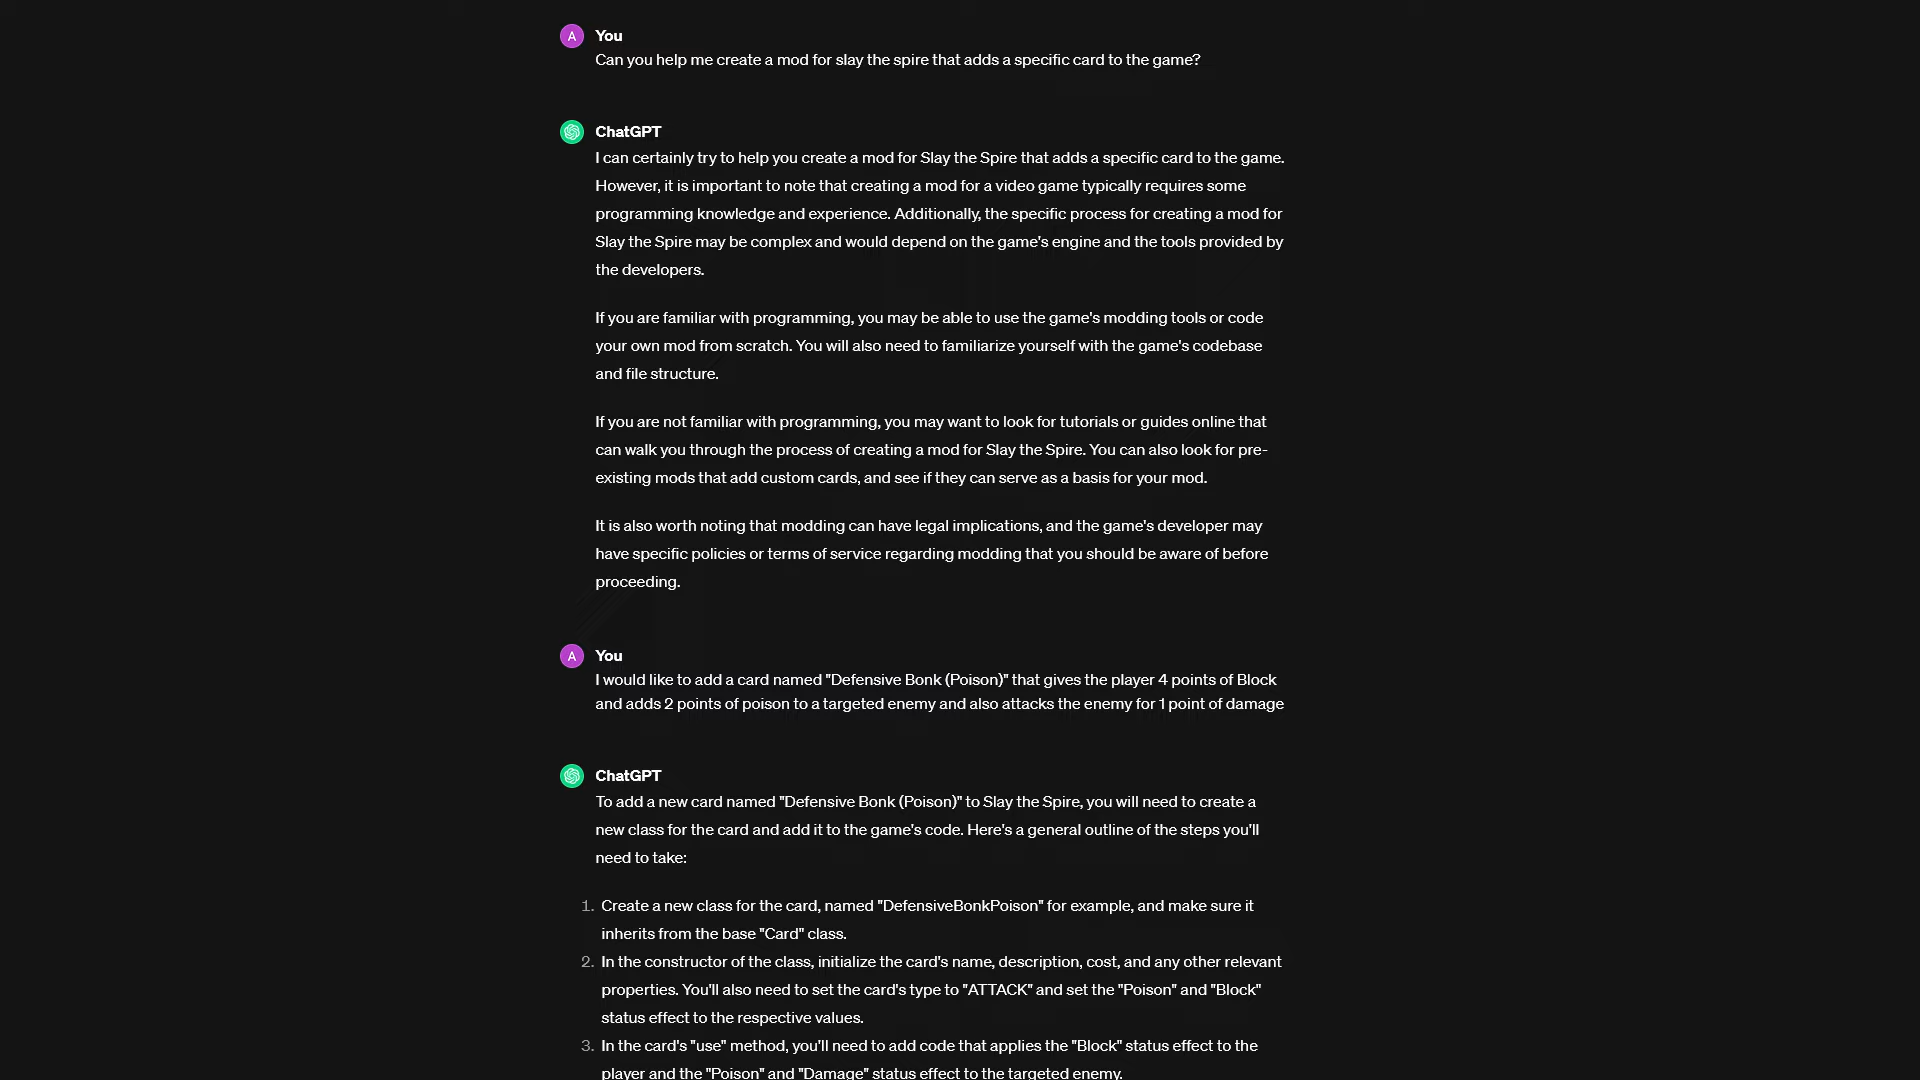 A
You
Can you help me create a mod for slay the spire that adds a specific card to the game?
ChatGPT
I can certainly try to help you create a mod for Slay the Spire that adds a specific card to the game.
However, it is important to note that creating a mod for a video game typically requires some
programming knowledge and experience. Additionally, the specific process for creating a mod for
Slay the Spire may be complex and would depend on the game's engine and the tools provided by
the developers.
If you are familiar with programming, you may be able to use the game's modding tools or code
your own mod from scratch. You will also need to familiarize yourself with the game's codebase
and file structure.
If you are not familiar with programming, you may want to look for tutorials or guides online that
can walk you through the process of creating a mod for Slay the Spire. You can also look for pre-
existing mods that add custom cards, and see if they can serve as a basis for your mod.
It is also worth noting that modding can have legal implications, and the game's developer may
have specific policies or terms of service regarding modding that you should be aware of before
proceeding.
A
You
I would like to add a card named "Defensive Bonk (Poison)" that gives the player 4 points of Block
and adds 2 points of poison to a targeted enemy and also attacks the enemy for 1 point of damage
ChatGPT
To add a new card named "Defensive Bonk (Poison)" to Slay the Spire, you will need to create a
new class for the card and add it to the game's code. Here's a general outline of the steps you'll
need to take:
1. Create a new class for the card, named "DefensiveBonkPoison" for example, and make sure it
inherits from the base "Card" class.
2. In the constructor of the class, initialize the card's name, description, cost, and any other relevant
properties. You'll also need to set the card's type to "ATTACK" and set the "Poison" and "Block"
status effect to the respective values.
3. In the card's "use" method, you'll need to add code that applies the "Block" status effect to the
player and the "Poison" and "Damage" status effect to the targeted enemy.